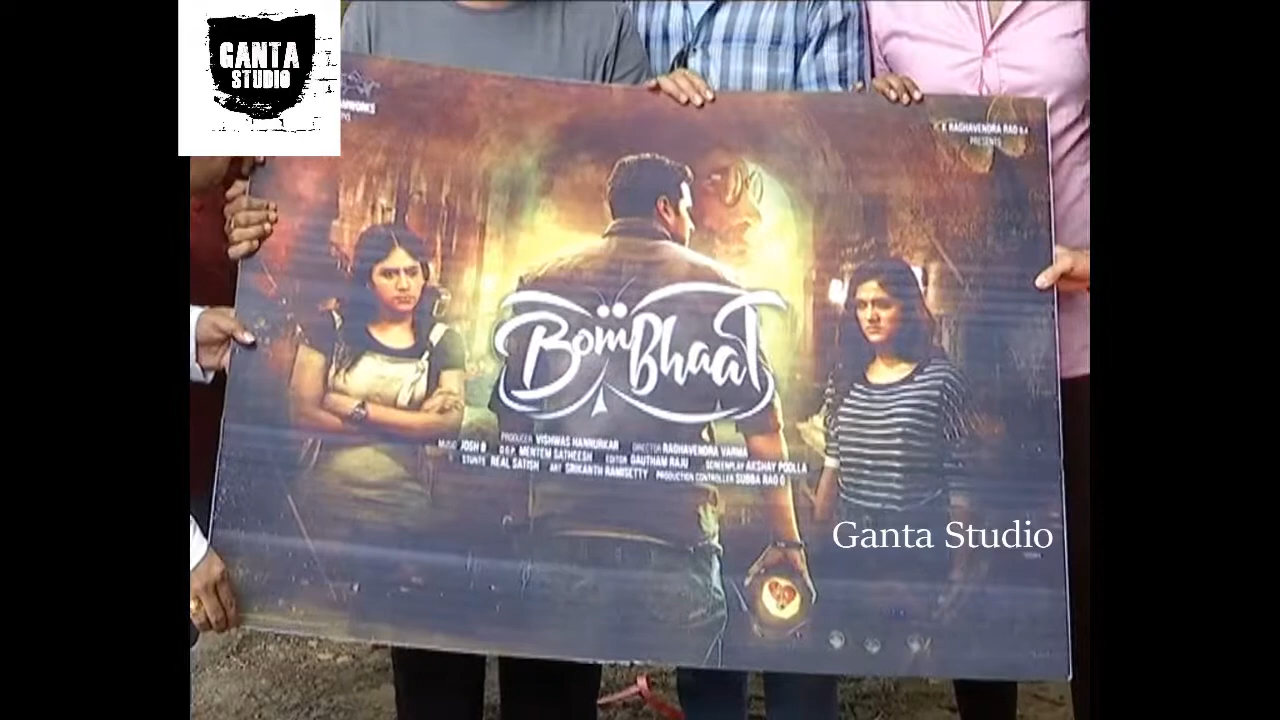 GANTA
STUDIO
K RAGHAVENDRA RAO B.A
PRESENTS
BomBhaaT
PRODUCER VISHWAS HANNURKAR DIRECTOR RAGHAVENDRA VARMA
MUSIC JOSH B D.O.P. MENTEM SATHEESH EDITOR GAUTHAM RAJU SCREENPLAY AKSHAY POOLLA
STUNTS REAL SATISH ART SRIKANTH RAMISETTY PRODUCTION CONTROLLER SUBBA RAO G
Ganta Studio